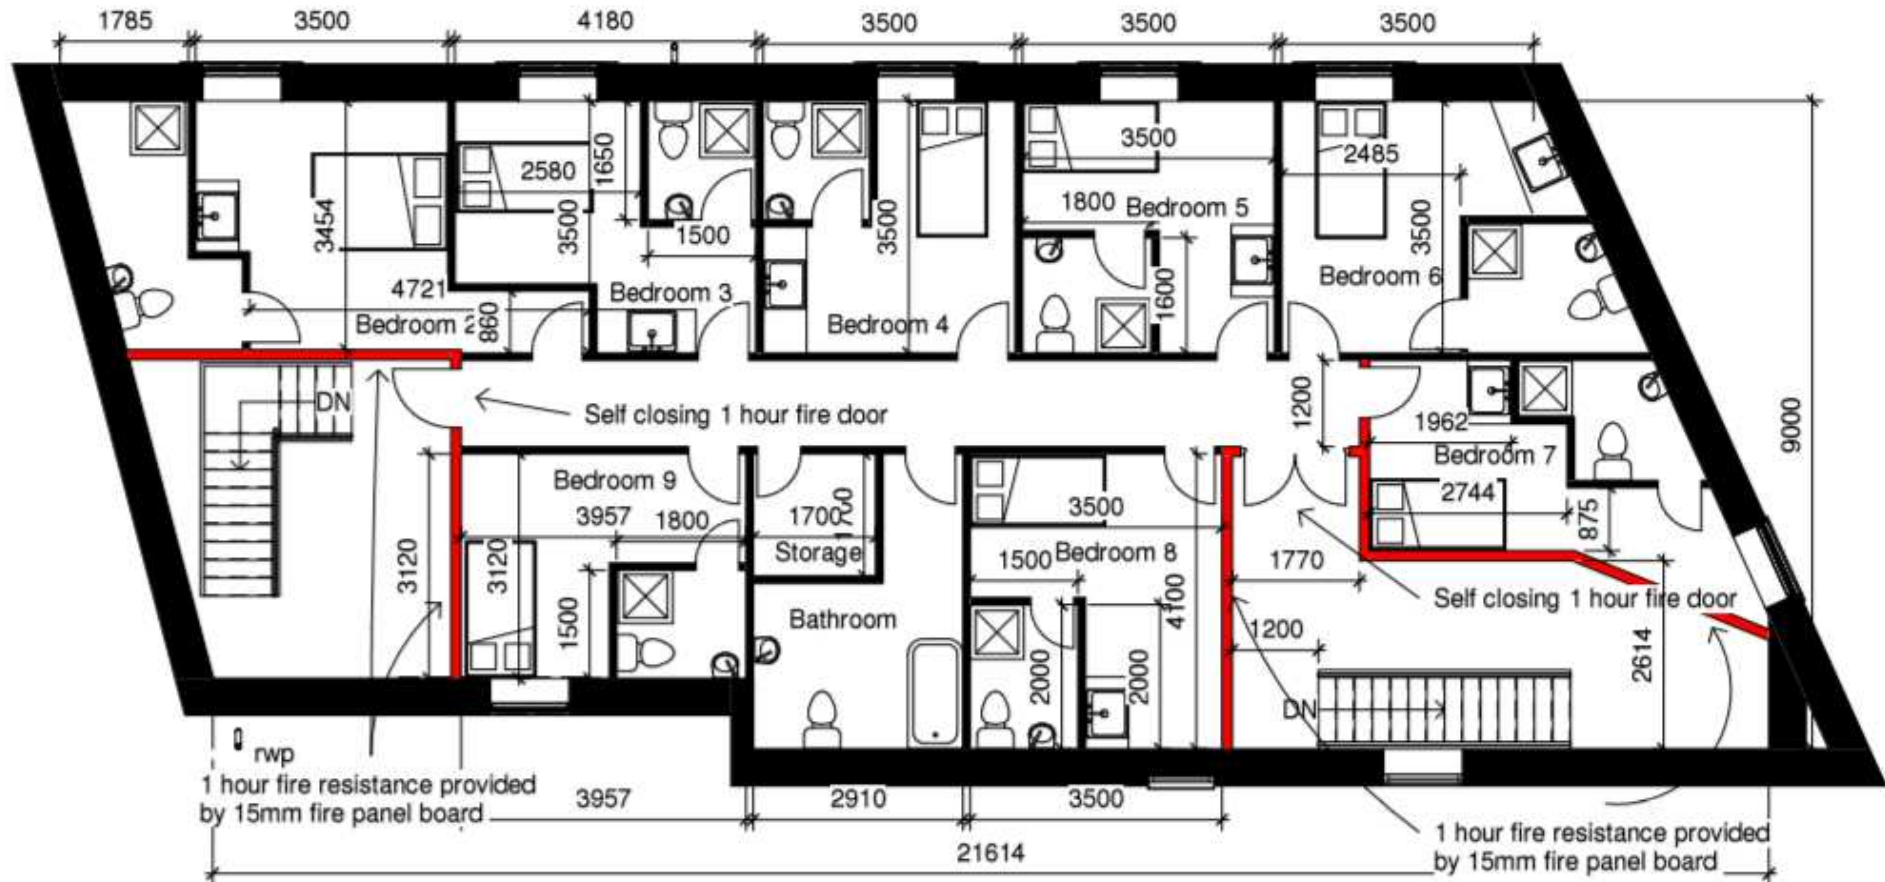 1785 3500 4180 3500 3500 3500
2580
1650
3500
2485
3454
3500
3500
1800 Bedroom 5
3500
1500
1600
9000
4721
Bedroom 3
Bedroom 6
Bedroom 2
860
Bedroom 4
DN
Self closing 1 hour fire door
1200
1962
Bedroom 7
Bedroom 9
2744
875
3957
1800
1700
1700
Storage
3500
1500
Bedroom 8
1770
3120
3120
1500
Bathroom
4100
Self closing 1 hour fire door
1200
2614
2000
2000
DN
rwp
1 hour fire resistance provided
by 15mm fire panel board
3957 2910 3500
1 hour fire resistance provided
by 15mm fire panel board
21614